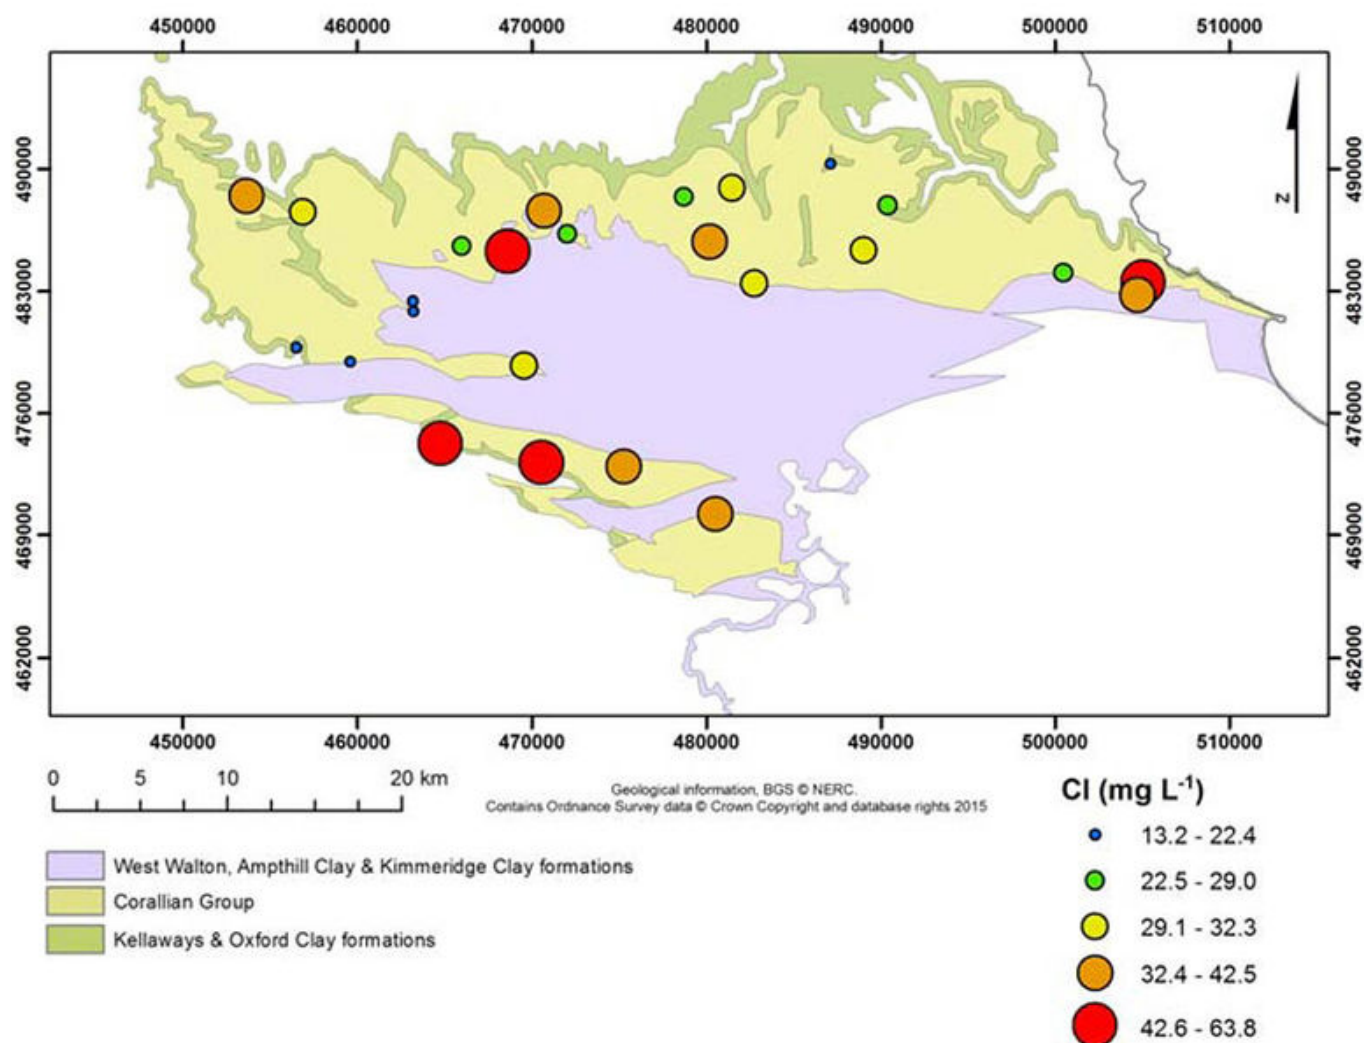 450000 460000 470000 480000 490000 500000 510000
490000 490000
483000 483000
476000 476000
469000 469000
462000 462000
N
450000 460000 470000 480000 490000 500000 510000
0 5 10 20 km
Geological information, BGS © NERC.
Contains Ordnance Survey data © Crown Copyright and database rights 2015
West Walton, Ampthill Clay & Kimmeridge Clay formations
Corallian Group
Kellaways & Oxford Clay formations
Cl (mg L-1)
13.2 - 22.4
22.5 - 29.0
29.1 - 32.3
32.4 - 42.5
42.6 - 63.8